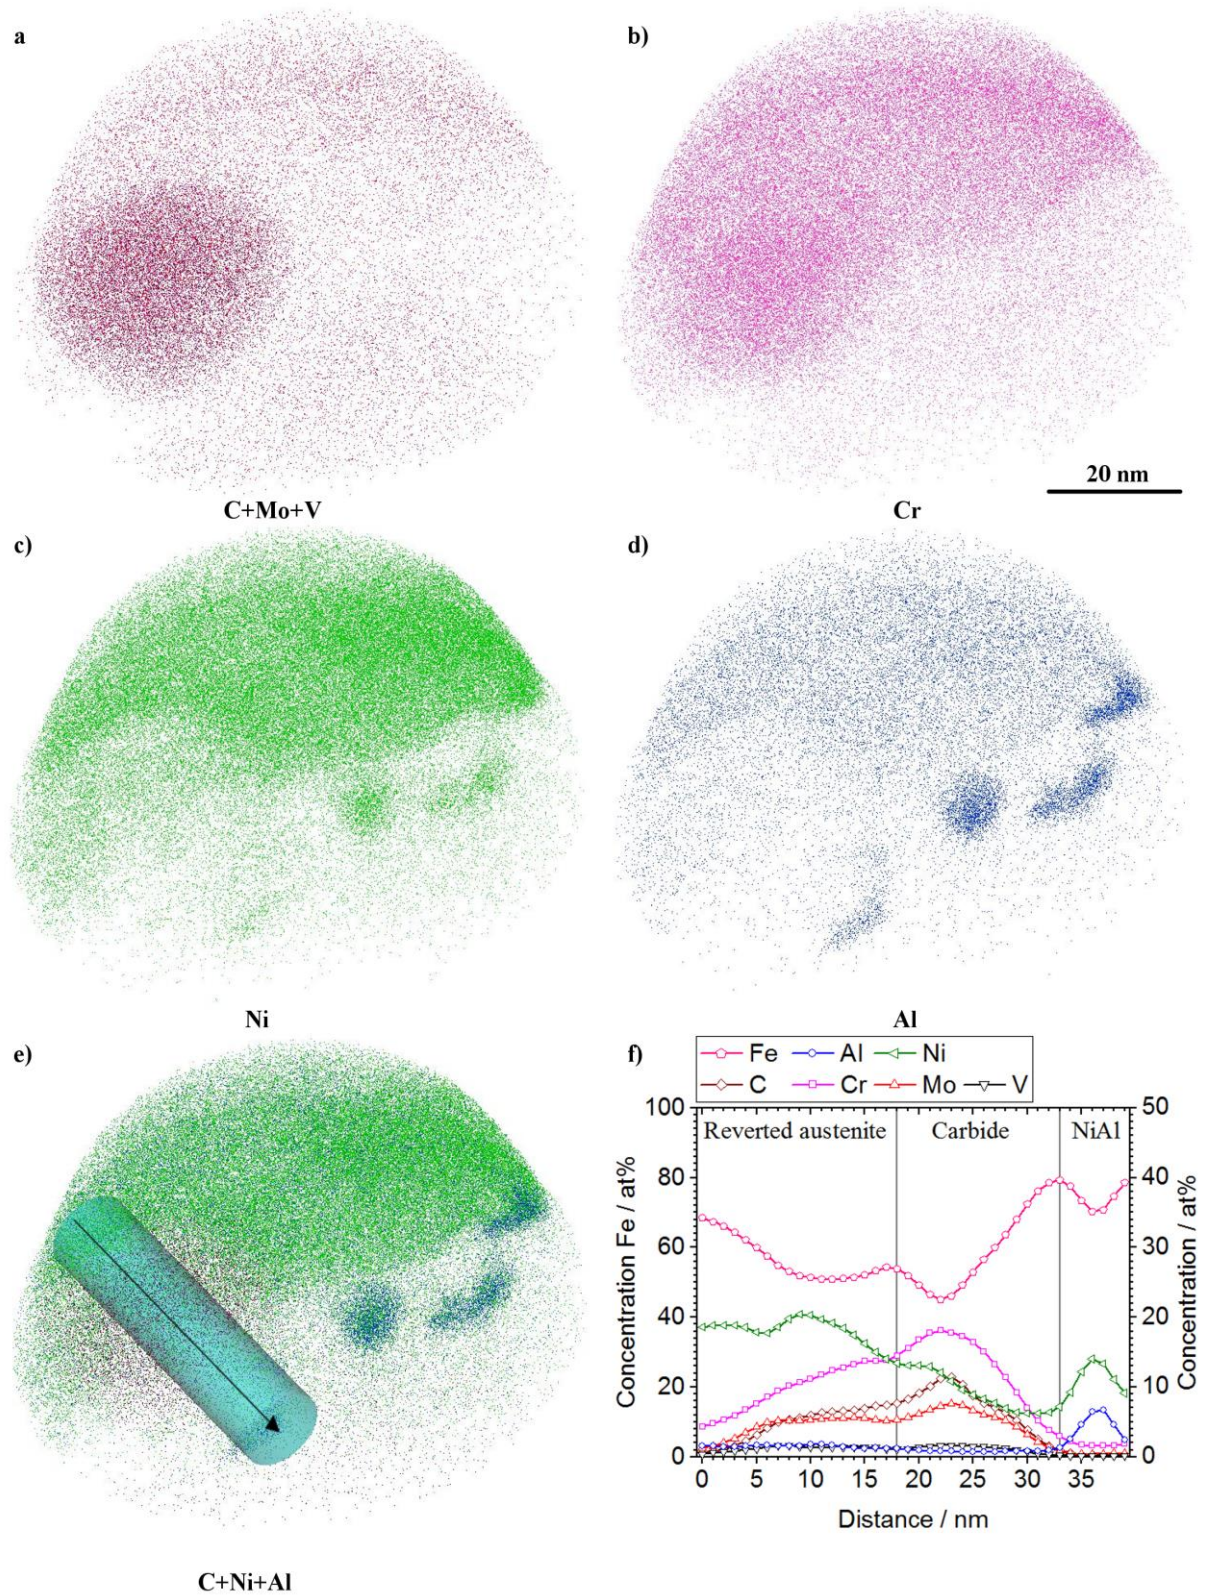 a
b)
20 nm
C+Mo+V
Cr
c)
d)
Ni
Al
e)
f)
Fe Al Ni
C Cr Mo V
100 50
Reverted austenite Carbide NiAl
80 40
60 30
40 20
20 10
0 0
Concentration Fe / at%
Concentration / at%
0 5 10 15 20 25 30 35
Distance / nm
C+Ni+Al